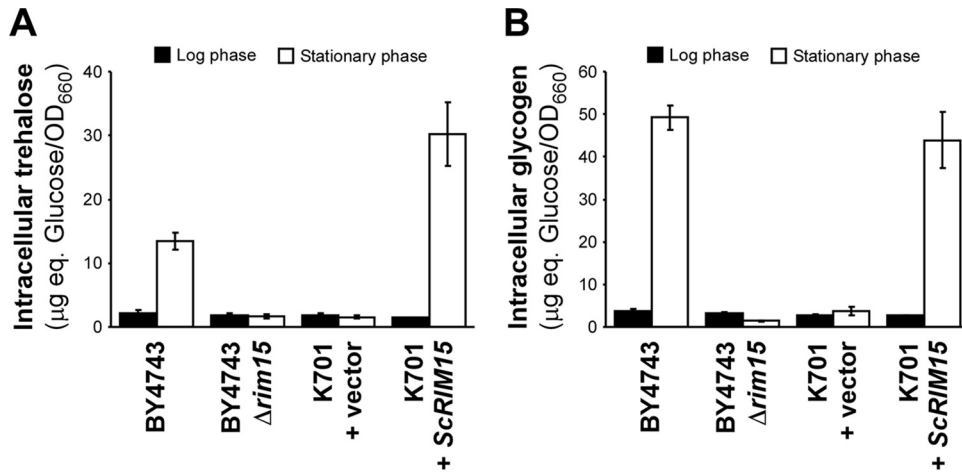 A
Log phase
Stationary phase
Intracellular trehalose
(μg eq. Glucose/OD660)
40
30
20
10
0
BY4743
BY4743
Δrim15
K701
+ vector
K701
+ ScRIM15
B
Log phase
Stationary phase
Intracellular glycogen
(μg eq. Glucose/OD660)
60
50
40
30
20
10
0
BY4743
BY4743
Δrim15
K701
+ vector
K701
+ ScRIM15